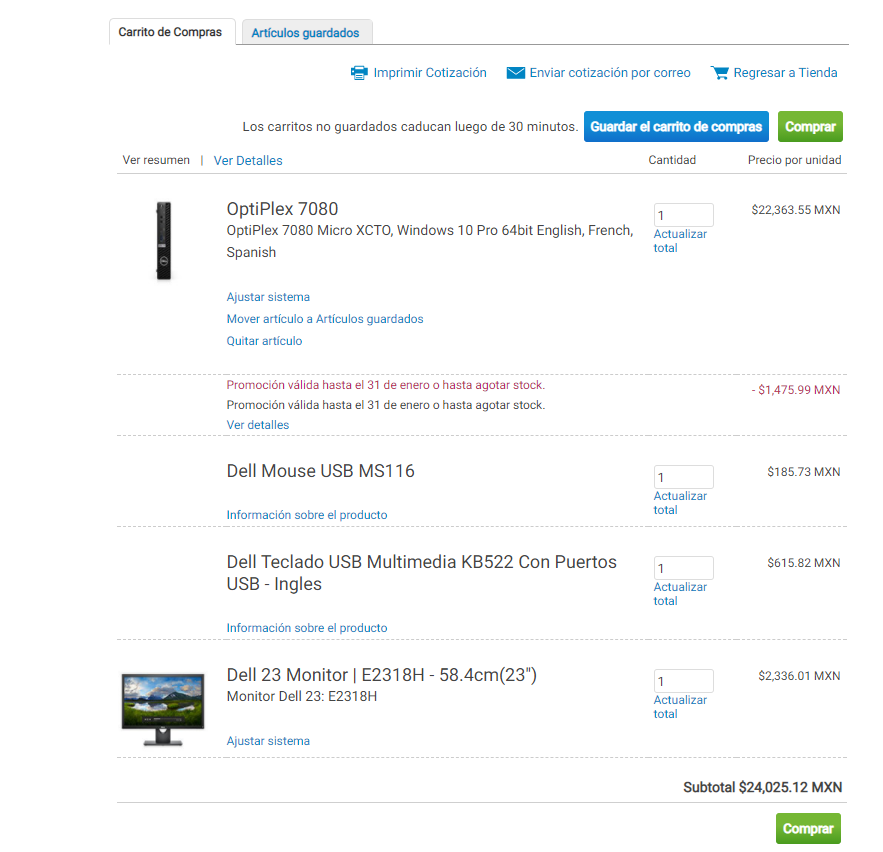 Carrito de Compras Artículos guardados
Imprimir Cotización Enviar cotización por correo Regresar a Tienda
Los carritos no guardados caducan luego de 30 minutos. Guardar el carrito de compras Comprar
Ver resumen | Ver Detalles Cantidad Precio por unidad
OptiPlex 7080 1 $22,363.55 MXN
OptiPlex 7080 Micro XCTO, Windows 10 Pro 64bit English, French,
Spanish
Actualizar
total
Ajustar sistema
Mover artículo a Artículos guardados
Quitar artículo
Promoción válida hasta el 31 de enero o hasta agotar stock. - $1,475.99 MXN
Promoción válida hasta el 31 de enero o hasta agotar stock.
Ver detalles
Dell Mouse USB MS116 1 $185.73 MXN
Actualizar
total
Información sobre el producto
Dell Teclado USB Multimedia KB522 Con Puertos 1 $615.82 MXN
USB - Ingles
Actualizar
total
Información sobre el producto
Dell 23 Monitor | E2318H - 58.4cm(23") 1 $2,336.01 MXN
Monitor Dell 23: E2318H
Actualizar
total
Ajustar sistema
Subtotal $24,025.12 MXN
Comprar